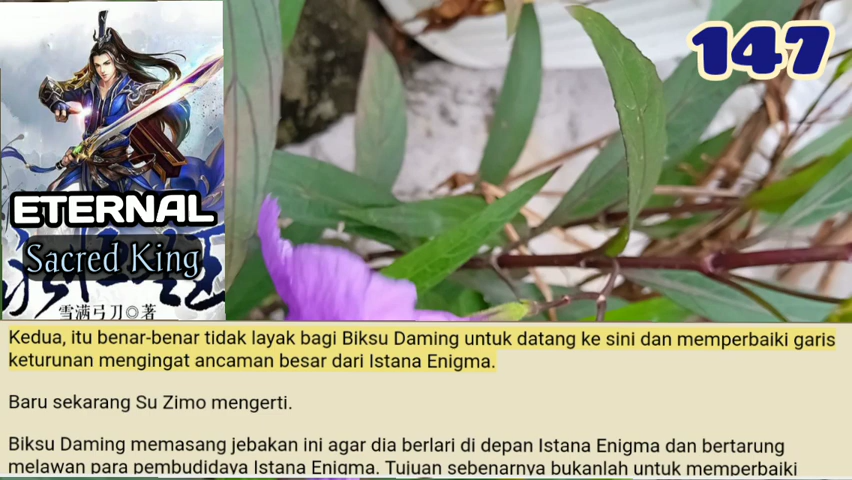 147
ETERNAL
Sacred King
雪满弓刀◎著
Kedua, itu benar-benar tidak layak bagi Biksu Daming untuk datang ke sini dan memperbaiki garis
keturunan mengingat ancaman besar dari Istana Enigma.
Baru sekarang Su Zimo mengerti.
Biksu Daming memasang jebakan ini agar dia berlari di depan Istana Enigma dan bertarung
melawan para pembudidaya Istana Enigma. Tujuan sebenarnya bukanlah untuk memperbaiki